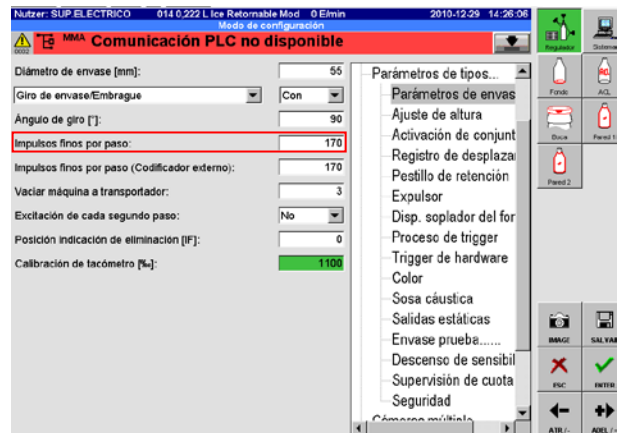 Nutzer: SUP.ELECTRICO 014 0,222 L Ice Retornable Mod 0 E/min 2010-12-29 14:26:06
Modo de configuración
0002 MMA Comunicación PLC no disponible
Regulador
Sistema
Diámetro de envase [mm]: 55
Giro de envase/Embrague Con
Ángulo de giro [°]: 90
Impulsos finos por paso: 170
Impulsos finos por paso (Codificador externo): 170
Vaciar máquina a transportador: 3
Excitación de cada segundo paso: No
Posición indicación de eliminación [IF]: 0
Calibración de tacómetro [‰]: 1100
Parámetros de tipos...
Parámetros de envas
Ajuste de altura
Activación de conjunt
Registro de desplaza
Pestillo de retención
Expulsor
Disp. soplador del for
Proceso de trigger
Trigger de hardware
Color
Sosa cáustica
Salidas estáticas
Envase prueba......
Descenso de sensibil
Supervisión de cuota
Seguridad
Cámaras múltiple
Fondo
ACL
Boca
Pared 1
Pared 2
IMAGE
SALVAR
ESC
ENTER
ATR./-
ADEL./+